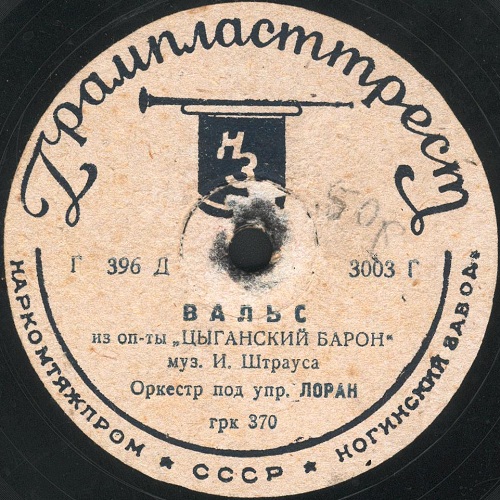 Грампласттрест
НЗ
Г 396 Д
3003 Г
50к
ВАЛЬС
из оп-ты „ЦЫГАНСКИЙ БАРОН“
муз. И. Штрауса
Оркестр под упр. ЛОРАН
грк 370
НАРКОМТЯЖПРОМ ★ СССР ★ НОГИНСКИЙ ЗАВОД.